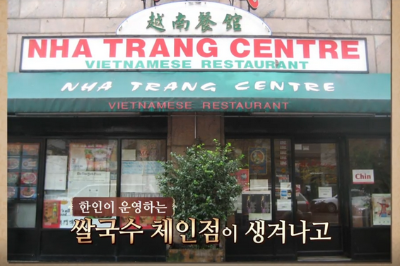 越南餐館
NHA TRANG CENTRE
VIETNAMESE RESTAURANT
NHA TRANG CENTRE
VIETNAMESE RESTAURANT
Chin
한인이 운영하는
쌀국수 체인점이 생겨나고